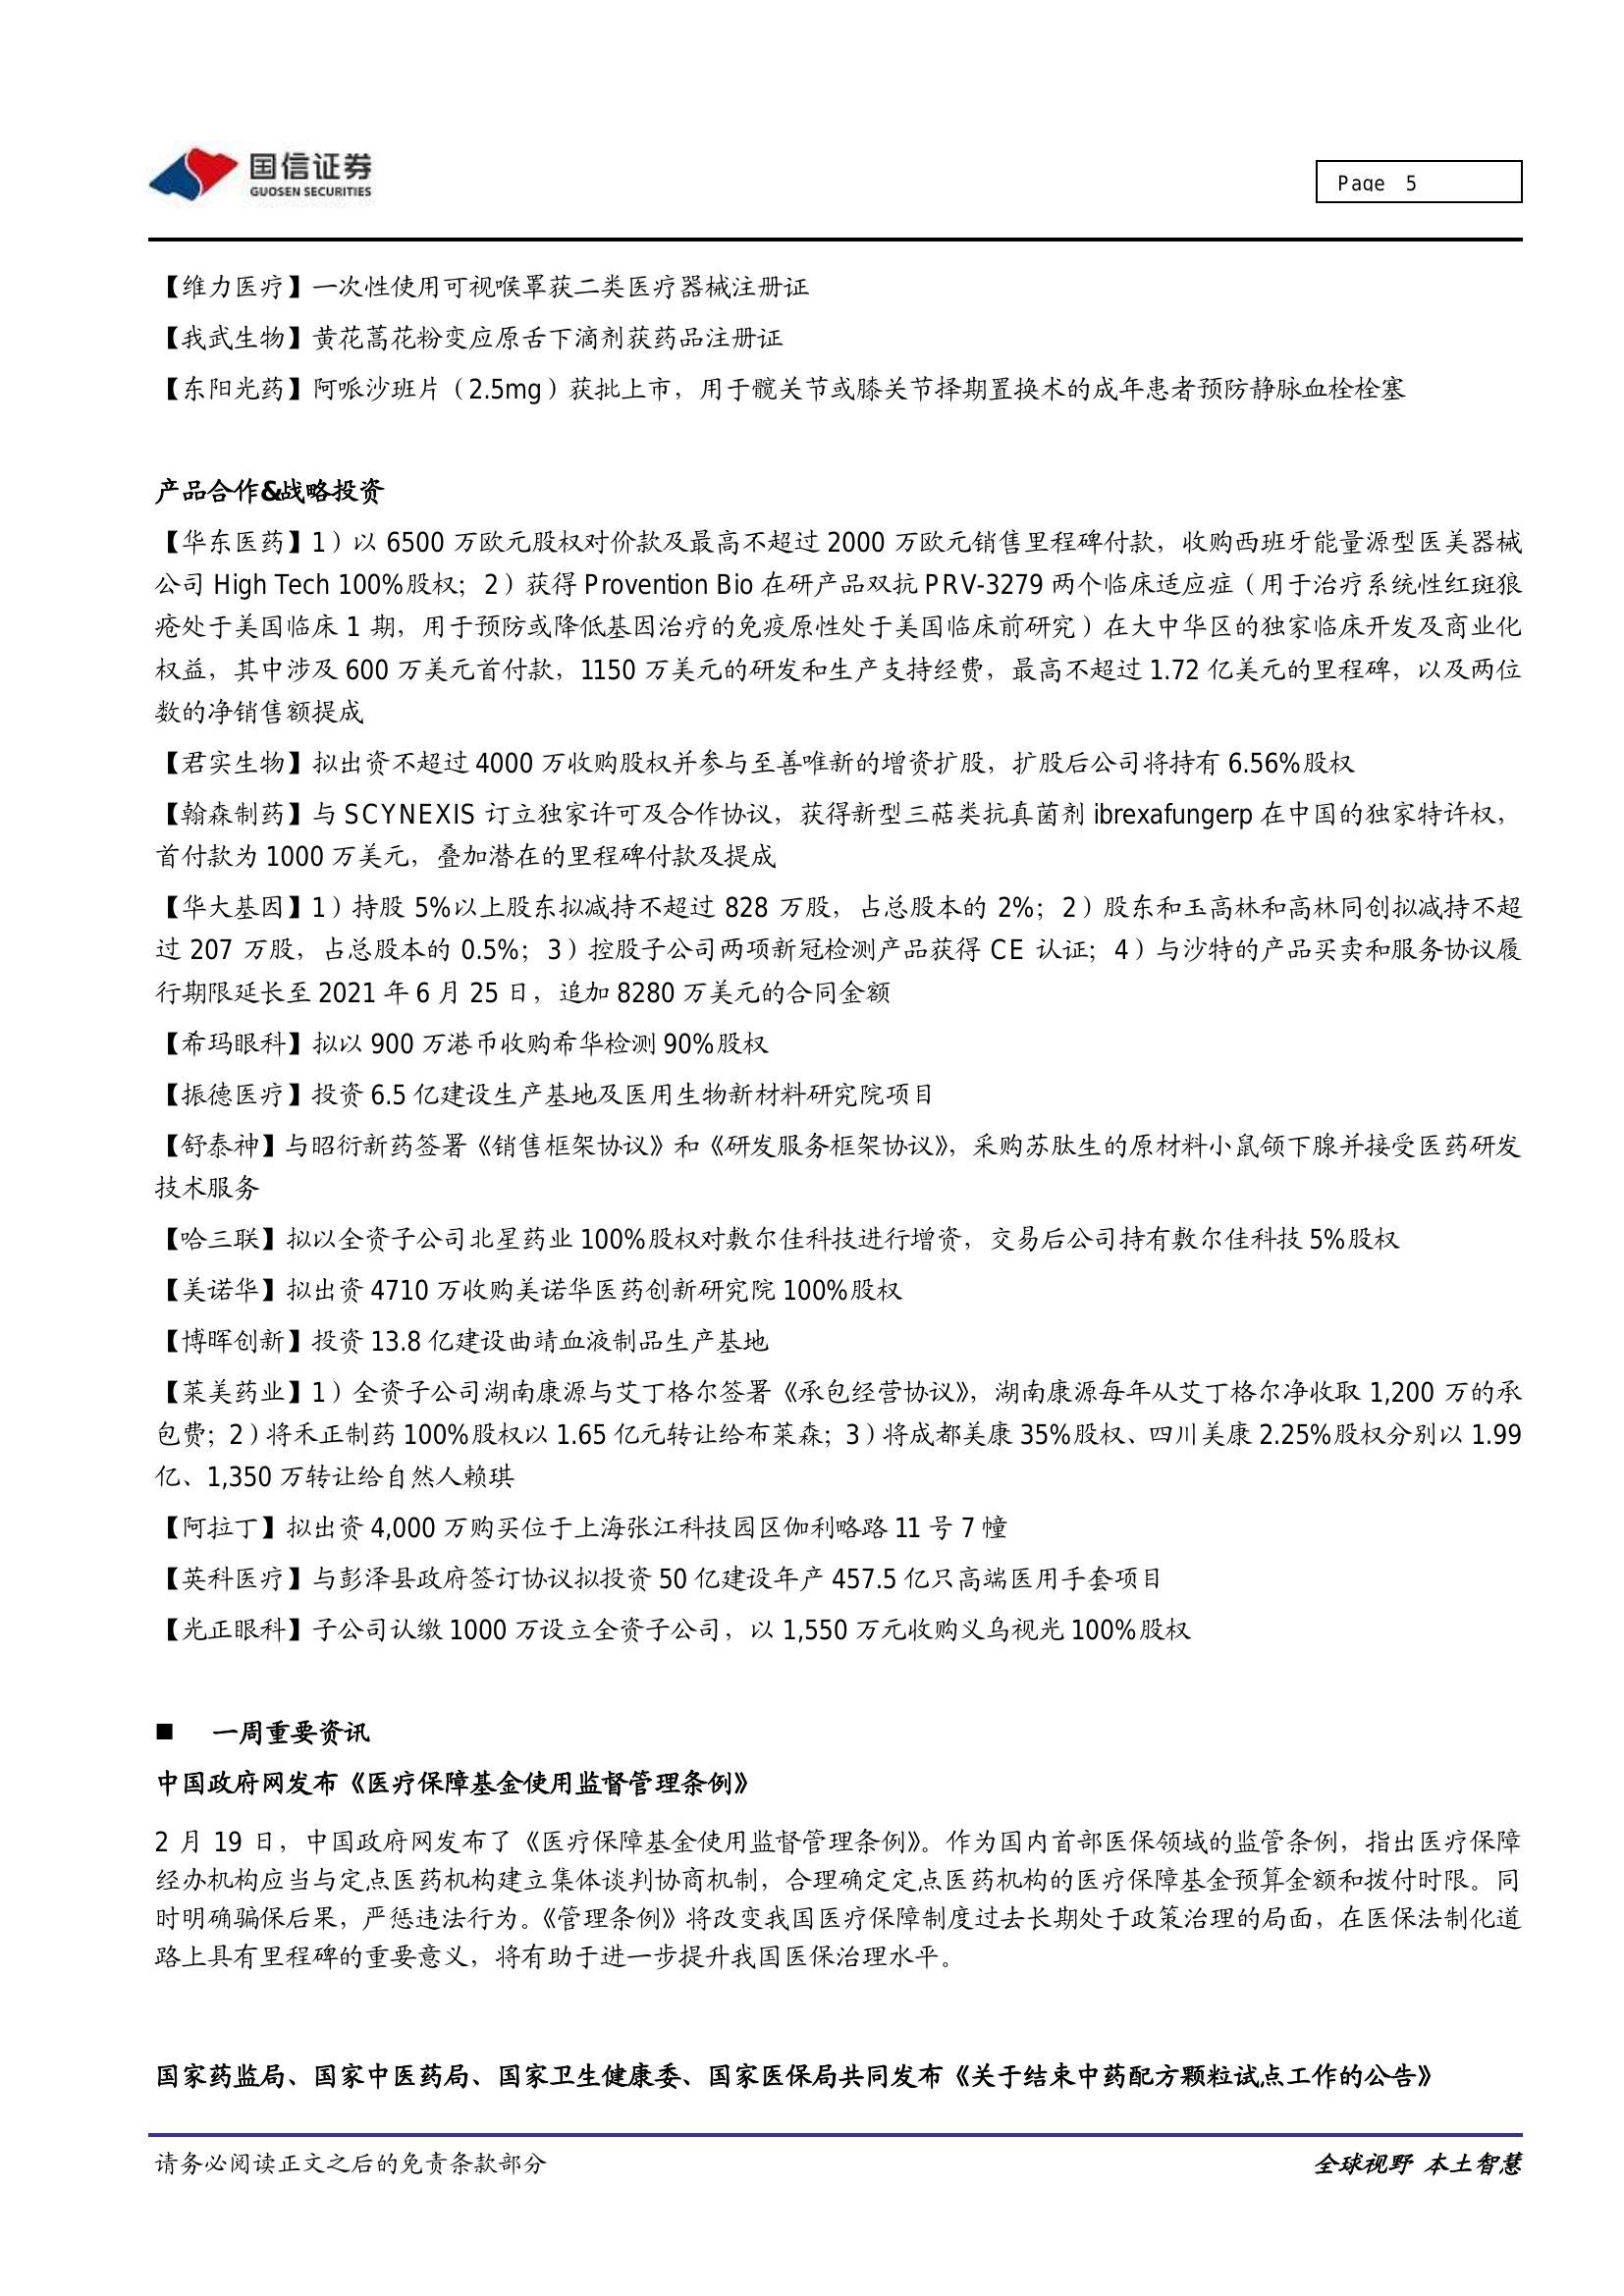 国信证券
GUOSEN SECURITIES
Page 5
【维力医疗】一次性使用可视喉罩获二类医疗器械注册证
【我武生物】黄花蒿花粉变应原舌下滴剂获药品注册证
【东阳光药】阿哌沙班片（2.5mg）获批上市，用于髋关节或膝关节择期置换术的成年患者预防静脉血栓栓塞
产品合作&战略投资
【华东医药】1）以 6500 万欧元股权对价款及最高不超过 2000 万欧元销售里程碑付款，收购西班牙能量源型医美器械
公司 High Tech 100%股权；2）获得 Provention Bio 在研产品双抗 PRV-3279 两个临床适应症（用于治疗系统性红斑狼
疮处于美国临床 1 期，用于预防或降低基因治疗的免疫原性处于美国临床前研究）在大中华区的独家临床开发及商业化
权益，其中涉及 600 万美元首付款，1150 万美元的研发和生产支持经费，最高不超过 1.72 亿美元的里程碑，以及两位
数的净销售额提成
【君实生物】拟出资不超过 4000 万收购股权并参与至善唯新的增资扩股，扩股后公司将持有 6.56%股权
【翰森制药】与 SCYNEXIS 订立独家许可及合作协议，获得新型三萜类抗真菌剂 ibrexafungerp 在中国的独家特许权，
首付款为 1000 万美元，叠加潜在的里程碑付款及提成
【华大基因】1）持股 5%以上股东拟减持不超过 828 万股，占总股本的 2%；2）股东和玉高林和高林同创拟减持不超
过 207 万股，占总股本的 0.5%；3）控股子公司两项新冠检测产品获得 CE 认证；4）与沙特的产品买卖和服务协议履
行期限延长至 2021 年 6 月 25 日，追加 8280 万美元的合同金额
【希玛眼科】拟以 900 万港币收购希华检测 90%股权
【振德医疗】投资 6.5 亿建设生产基地及医用生物新材料研究院项目
【舒泰神】与昭衍新药签署《销售框架协议》和《研发服务框架协议》，采购苏肽生的原材料小鼠颌下腺并接受医药研发
技术服务
【哈三联】拟以全资子公司北星药业 100%股权对敷尔佳科技进行增资，交易后公司持有敷尔佳科技 5%股权
【美诺华】拟出资 4710 万收购美诺华医药创新研究院 100%股权
【博晖创新】投资 13.8 亿建设曲靖血液制品生产基地
【莱美药业】1）全资子公司湖南康源与艾丁格尔签署《承包经营协议》，湖南康源每年从艾丁格尔净收取 1,200 万的承
包费；2）将禾正制药 100%股权以 1.65 亿元转让给布莱森；3）将成都美康 35%股权、四川美康 2.25%股权分别以 1.99
亿、1,350 万转让给自然人赖琪
【阿拉丁】拟出资 4,000 万购买位于上海张江科技园区伽利略路 11 号 7 幢
【英科医疗】与彭泽县政府签订协议拟投资 50 亿建设年产 457.5 亿只高端医用手套项目
【光正眼科】子公司认缴 1000 万设立全资子公司，以 1,550 万元收购义乌视光 100%股权
■ 一周重要资讯
中国政府网发布《医疗保障基金使用监督管理条例》
2 月 19 日，中国政府网发布了《医疗保障基金使用监督管理条例》。作为国内首部医保领域的监管条例，指出医疗保障
经办机构应当与定点医药机构建立集体谈判协商机制，合理确定定点医药机构的医疗保障基金预算金额和拨付时限。同
时明确骗保后果，严惩违法行为。《管理条例》将改变我国医疗保障制度过去长期处于政策治理的局面，在医保法制化道
路上具有里程碑的重要意义，将有助于进一步提升我国医保治理水平。
国家药监局、国家中医药局、国家卫生健康委、国家医保局共同发布《关于结束中药配方颗粒试点工作的公告》
请务必阅读正文之后的免责条款部分
全球视野 本土智慧